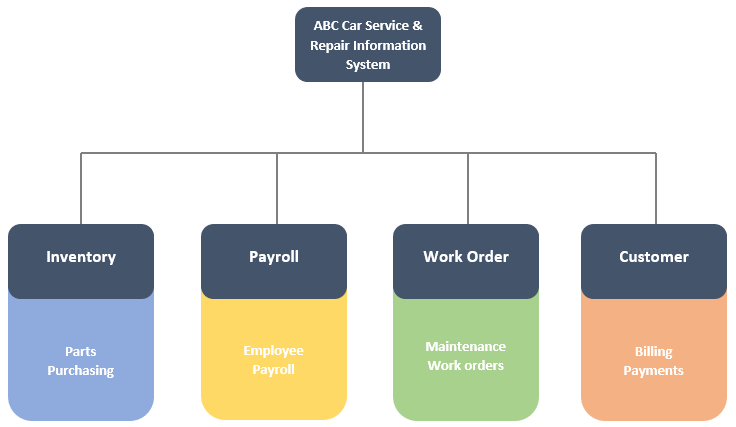 ABC Car Service &
Repair Information
System
Inventory
Payroll
Work Order
Customer
Parts
Purchasing
Employee
Payroll
Maintenance
Work orders
Billing
Payments